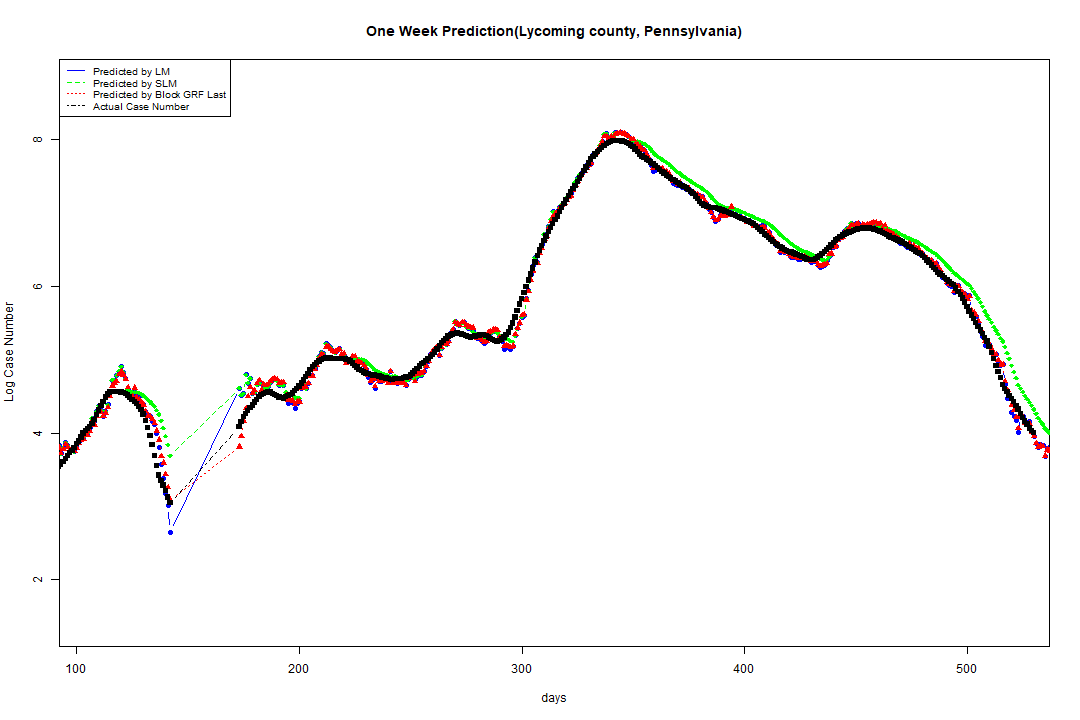 One Week Prediction(Lycoming county, Pennsylvania)
Predicted by LM
Predicted by SLM
Predicted by Block GRF Last
Actual Case Number
8
6
4
2
Log Case Number
100 200 300 400 500
days